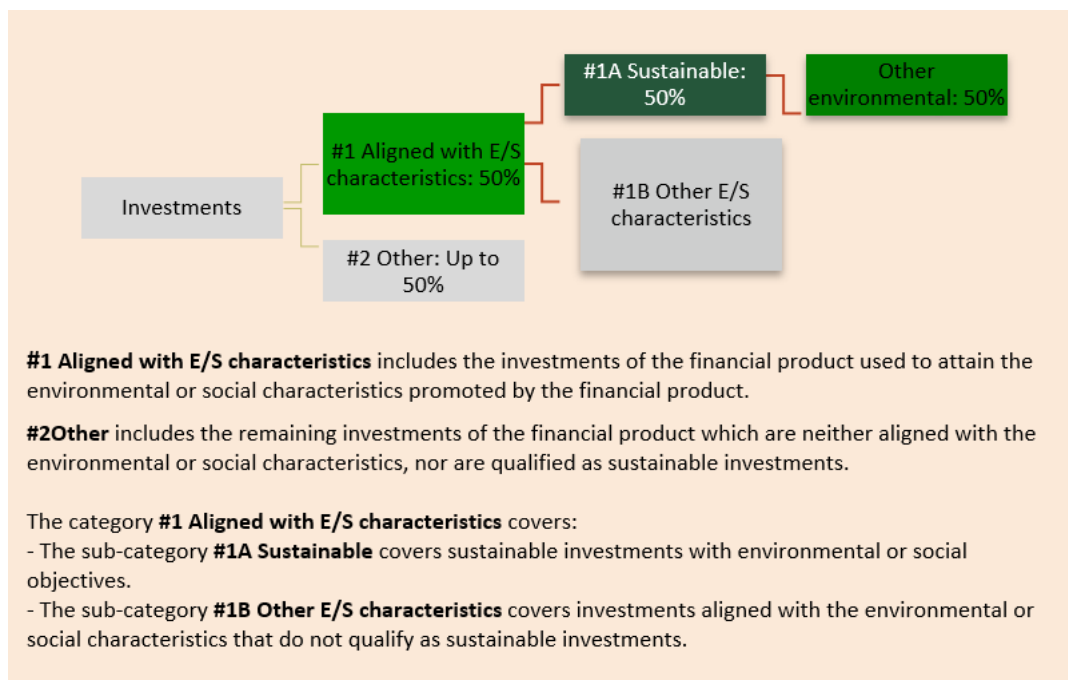 #1A Sustainable:
50%
Other
environmental: 50%
#1 Aligned with E/S
characteristics: 50%
#1B Other E/S
characteristics
Investments
#2 Other: Up to
50%
#1 Aligned with E/S characteristics includes the investments of the financial product used to attain the
environmental or social characteristics promoted by the financial product.
#2Other includes the remaining investments of the financial product which are neither aligned with the
environmental or social characteristics, nor are qualified as sustainable investments.
The category #1 Aligned with E/S characteristics covers:
- The sub-category #1A Sustainable covers sustainable investments with environmental or social
objectives.
- The sub-category #1B Other E/S characteristics covers investments aligned with the environmental or
social characteristics that do not qualify as sustainable investments.